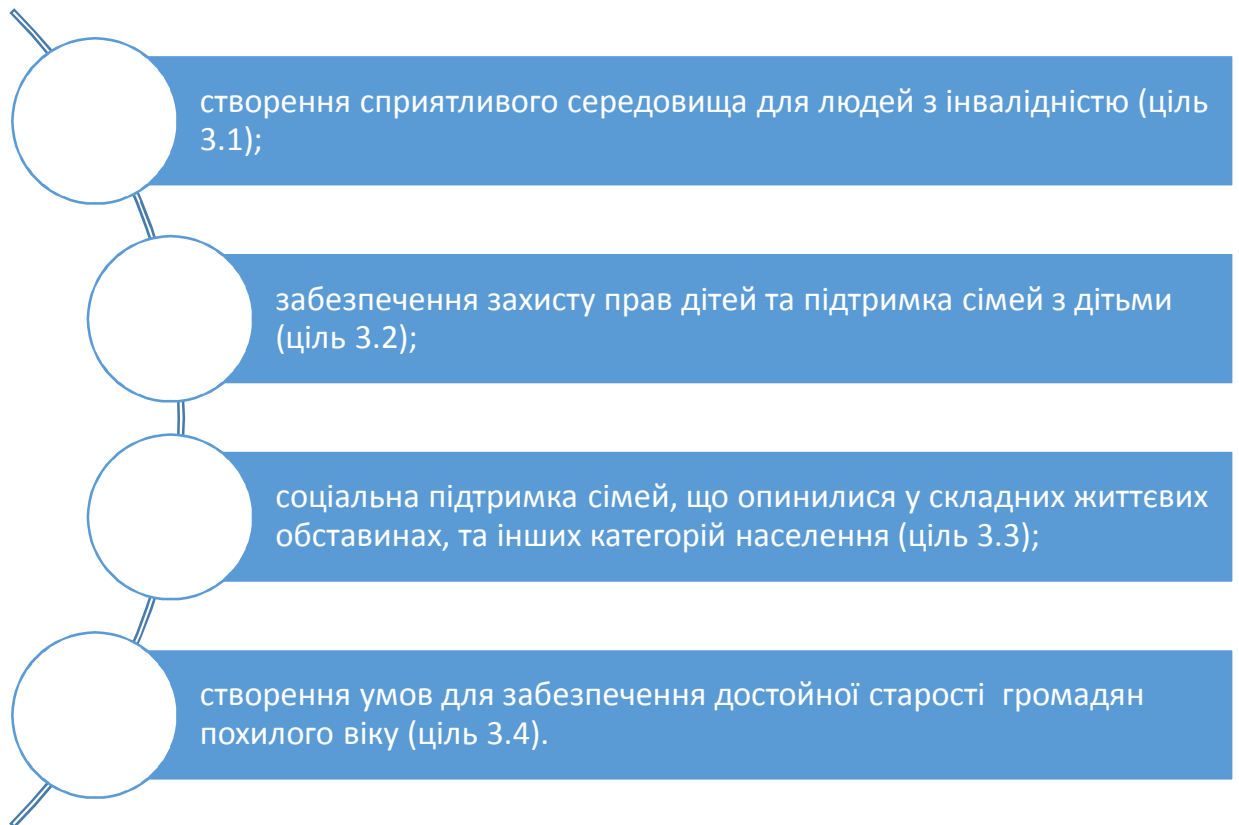 створення сприятливого середовища для людей з інвалідністю (ціль
3.1);
забезпечення захисту прав дітей та підтримка сімей з дітьми
(ціль 3.2);
соціальна підтримка сімей, що опинилися у складних життєвих
обставинах, та інших категорій населення (ціль 3.3);
створення умов для забезпечення достойної старості  громадян
похилого віку (ціль 3.4).